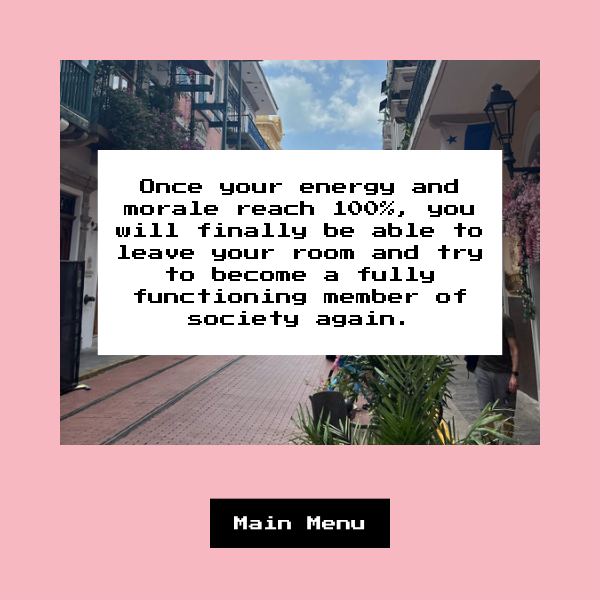 Once your energy and
morale reach 100%, you
will finally be able to
leave your room and try
to become a fully
functioning member of
society again.
Main Menu